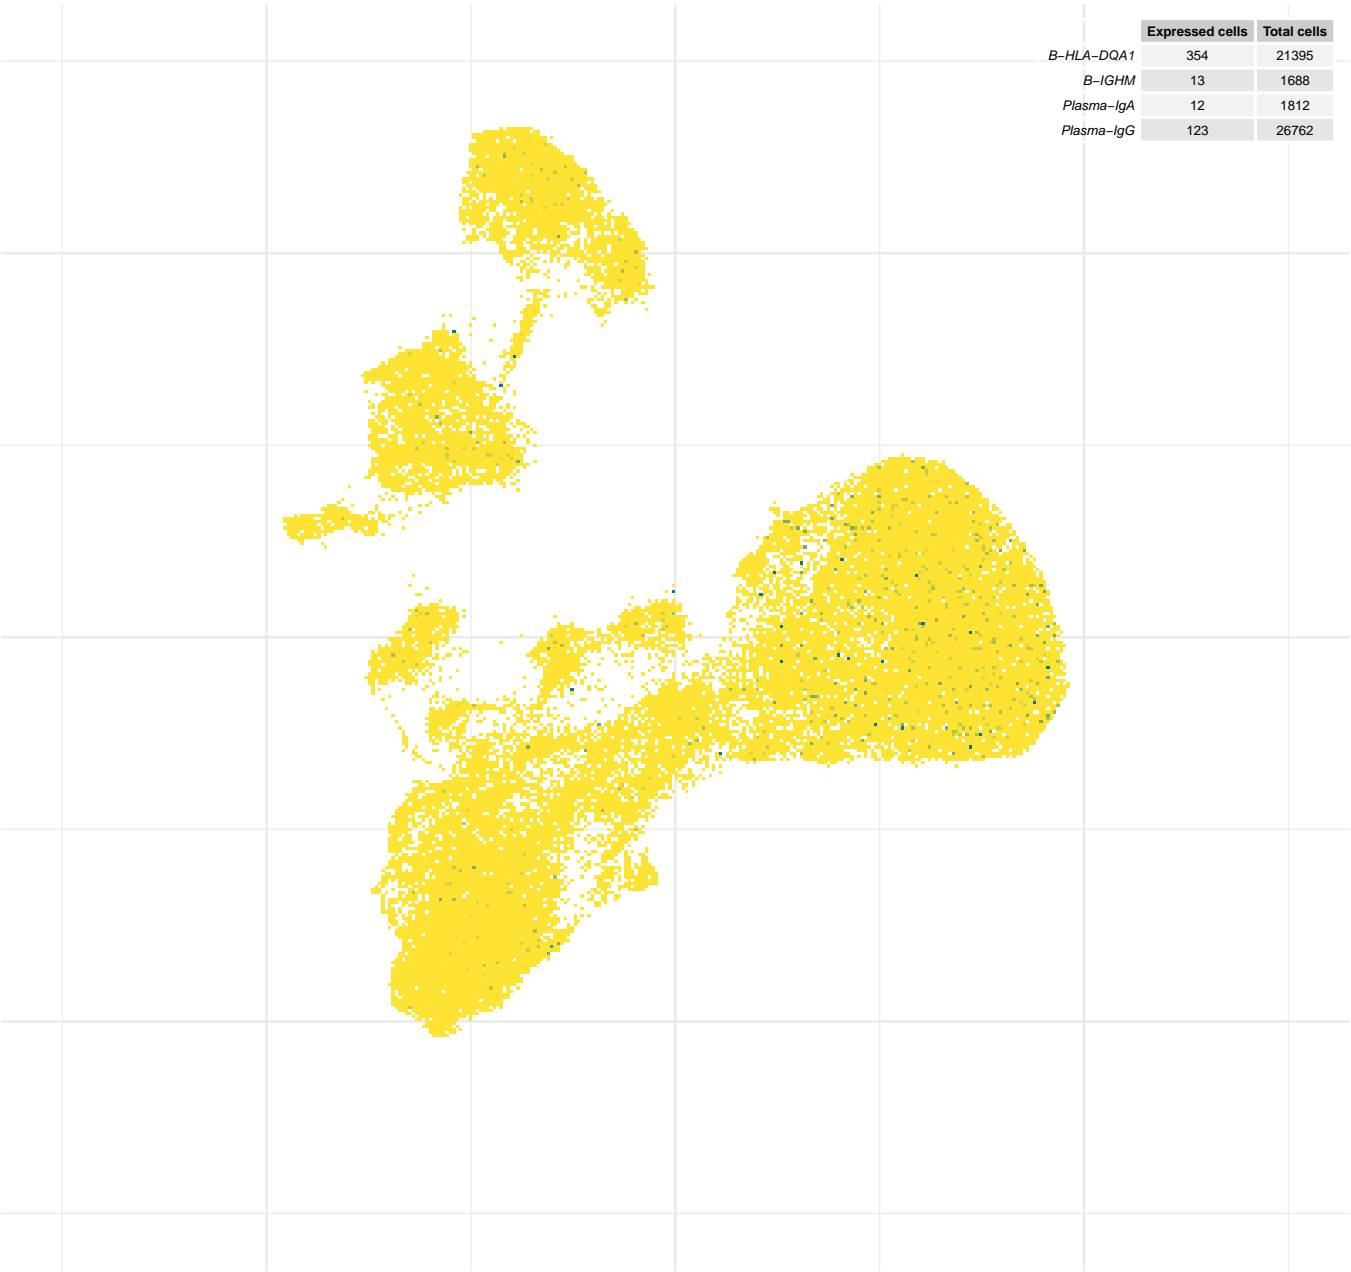 Expressed cells Total cells
B−HLA−DQA1 354 21395
B−IGHM 13 1688
Plasma−IgA 12 1812
Plasma−IgG 123 26762